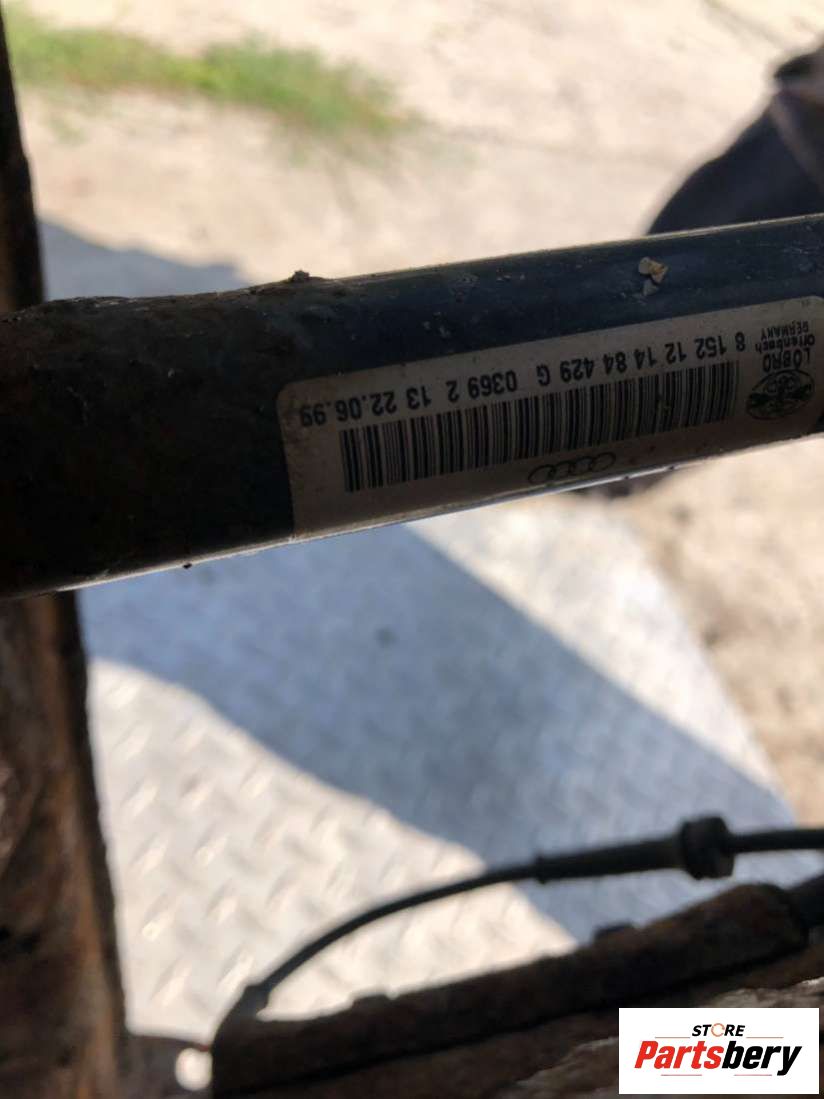 LÖBRO
Offenbach
GERMANY
8 152 12 14 84 429 G 0369 2 13 22.06.99
STORE
Partsbery